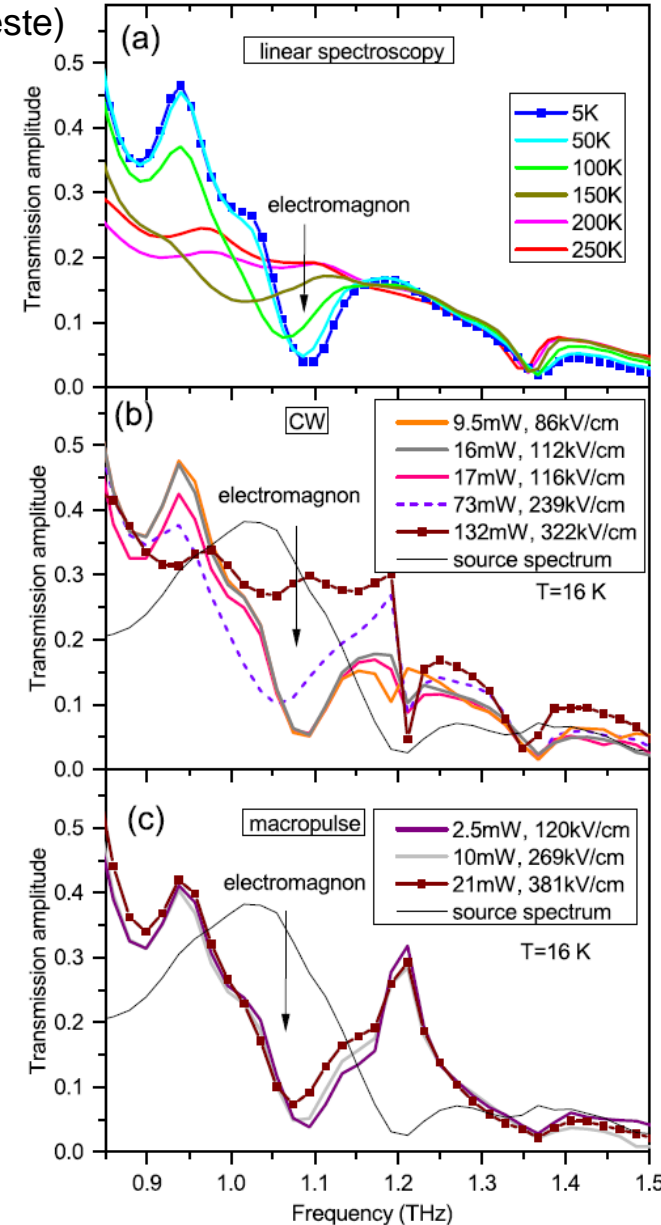 este)
(a)
linear spectroscopy
5K
50K
100K
150K
200K
250K
electromagnon
Transmission amplitude
0.5
0.4
0.3
0.2
0.1
0.0
(b)
CW
9.5mW, 86kV/cm
16mW, 112kV/cm
17mW, 116kV/cm
73mW, 239kV/cm
132mW, 322kV/cm
source spectrum
T=16 K
electromagnon
Transmission amplitude
0.5
0.4
0.3
0.2
0.1
0.0
(c)
macropulse
2.5mW, 120kV/cm
10mW, 269kV/cm
21mW, 381kV/cm
source spectrum
T=16 K
electromagnon
Transmission amplitude
0.5
0.4
0.3
0.2
0.1
0.0
0.9 1.0 1.1 1.2 1.3 1.4 1.5
Frequency (THz)